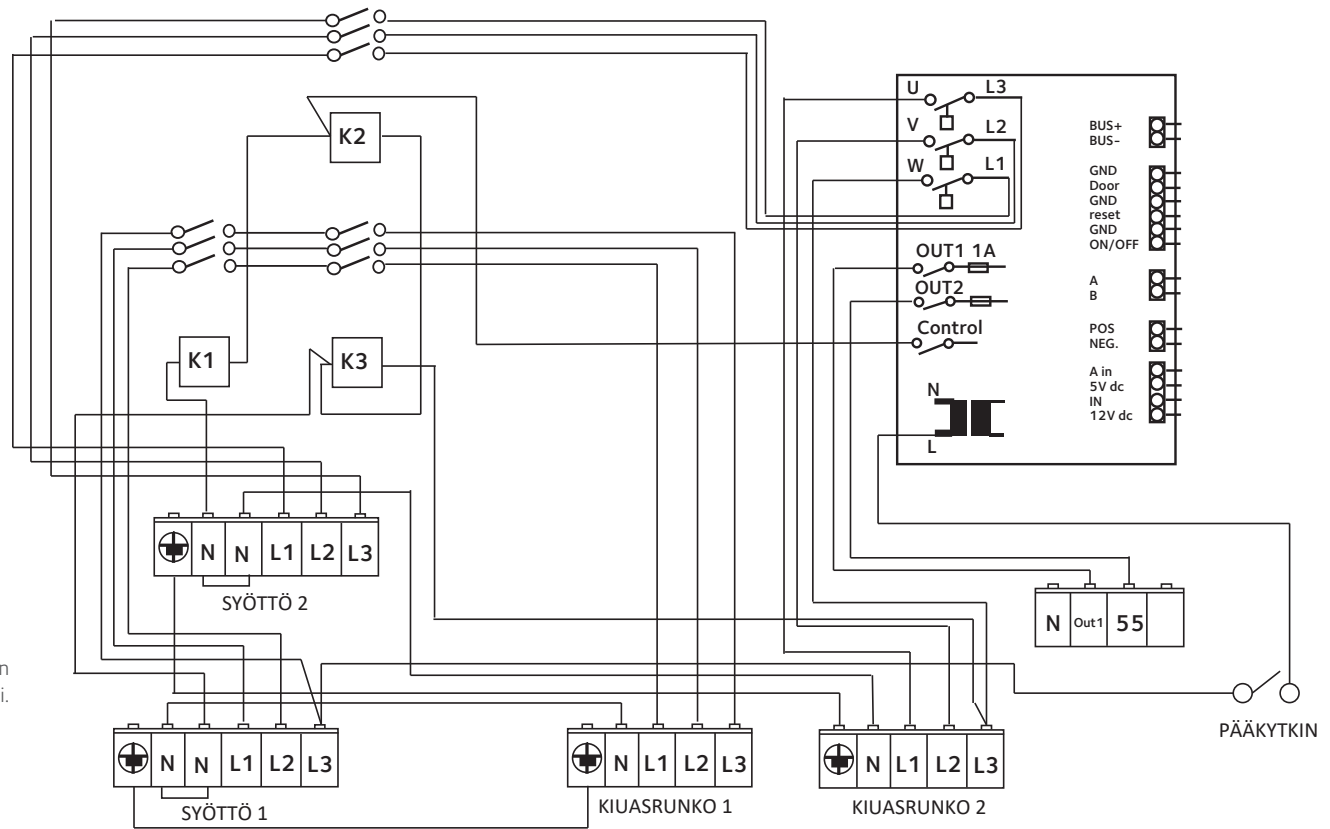 K2
K1
K3
U L3
V L2
W L1
OUT1 1A
OUT2
Control
N
L
BUS+
BUS-
GND
Door
GND
reset
GND
ON/OFF
A
B
POS
NEG.
A in
5V dc
IN
12V dc
N N L1 L2 L3
SYÖTTÖ 2
N Out1 55
PÄÄKYTKIN
n
i.
N N L1 L2 L3
SYÖTTÖ 1
N L1 L2 L3
KIUASRUNKO 1
N L1 L2 L3
KIUASRUNKO 2